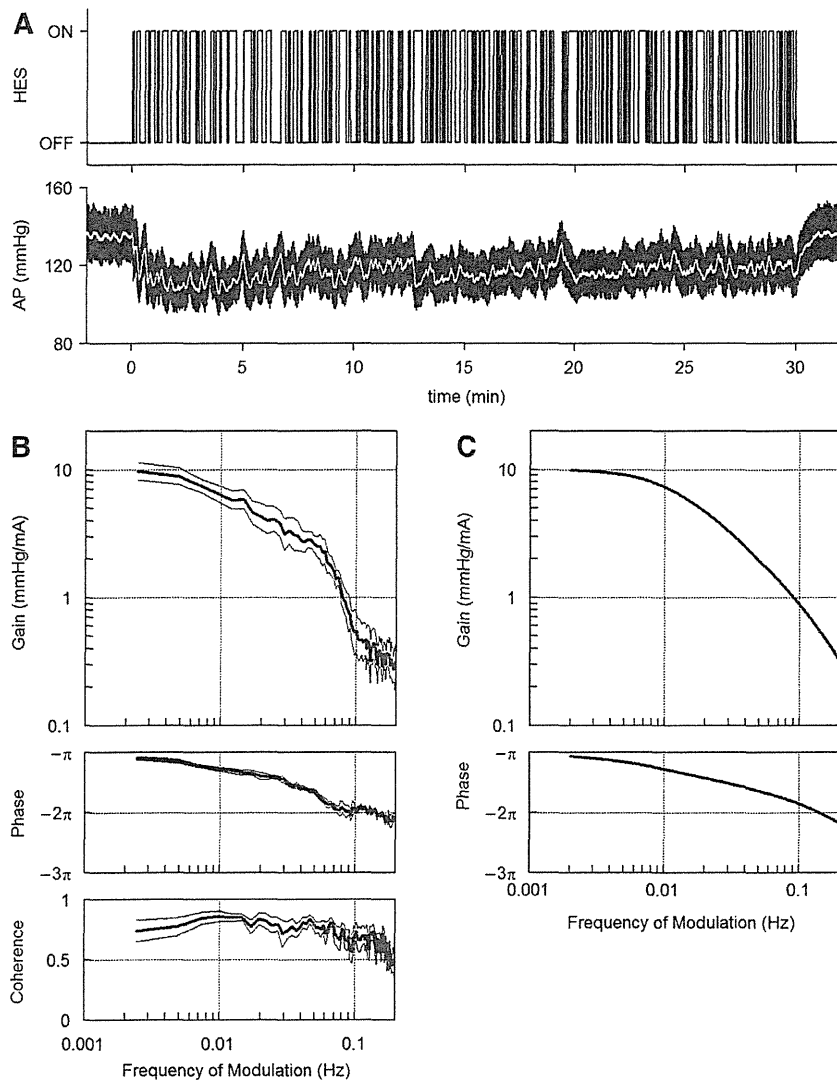 A
ON
HES
OFF
160
AP (mmHg)
120
80
0 5 10 15 20 25 30
time (min)
B
10
Gain (mmHg/mA)
1
0.1
−π
Phase
−2π
−3π
1
Coherence
0.5
0
0.001 0.01 0.1
Frequency of Modulation (Hz)
C
10
Gain (mmHg/mA)
1
0.1
−π
Phase
−2π
−3π
0.001 0.01 0.1
Frequency of Modulation (Hz)